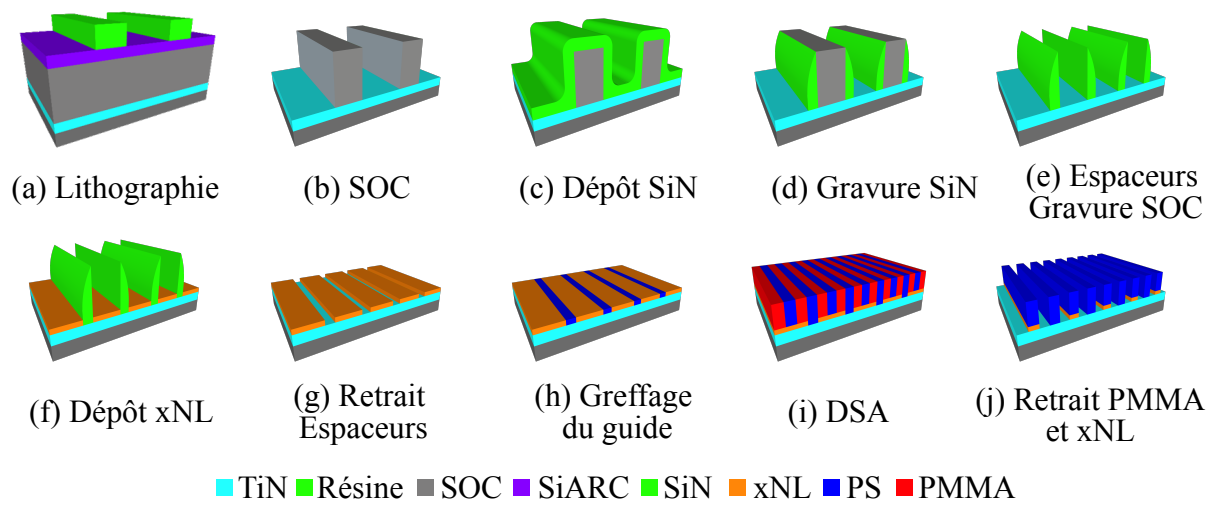 (a) Lithographie
(b) SOC
(c) Dépôt SiN
(d) Gravure SiN
(e) Espaceurs
Gravure SOC
(f) Dépôt xNL
(g) Retrait
Espaceurs
(h) Greffage
du guide
(i) DSA
(j) Retrait PMMA
et xNL
TiN Résine SOC SiARC SiN xNL PS PMMA